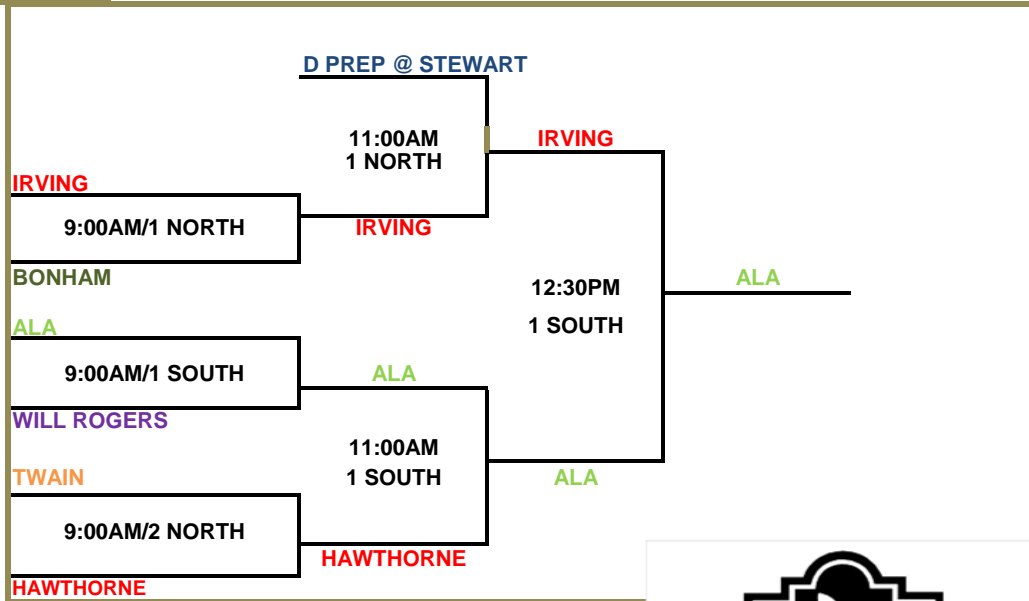 D PREP @ STEWART
11:00AM
1 NORTH
IRVING
IRVING
9:00AM/1 NORTH
IRVING
BONHAM
12:30PM
1 SOUTH
ALA
ALA
9:00AM/1 SOUTH
ALA
WILL ROGERS
11:00AM
1 SOUTH
ALA
TWAIN
9:00AM/2 NORTH
HAWTHORNE
HAWTHORNE